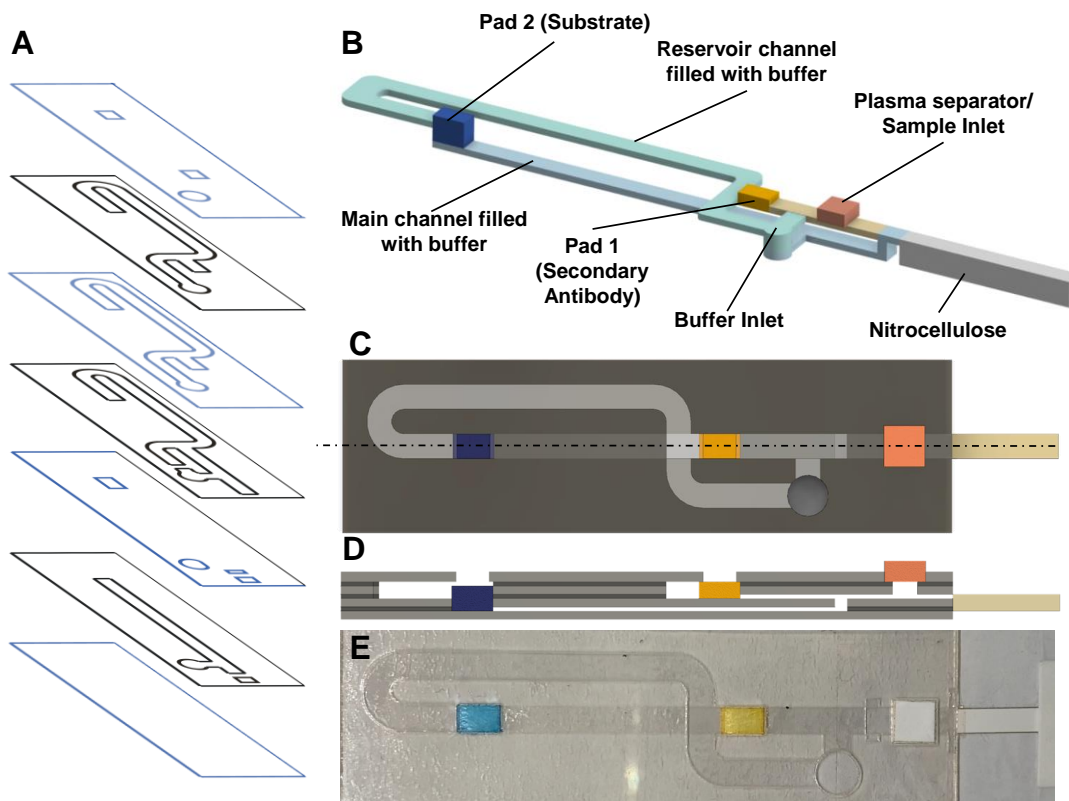 A
B
Pad 2 (Substrate)
Reservoir channel
filled with buffer
Plasma separator/
Sample Inlet
Main channel filled
with buffer
Pad 1
(Secondary
Antibody)
Buffer Inlet
Nitrocellulose
C
D
E